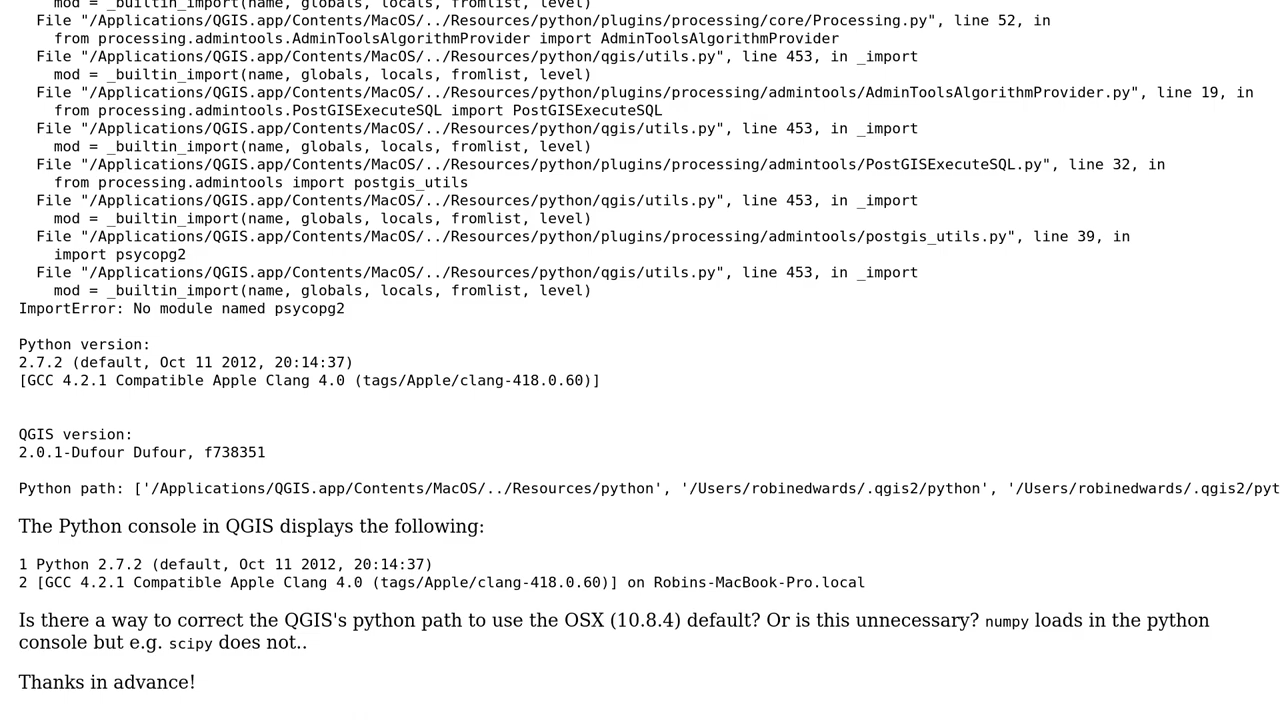 mod = _builtin_import(name, globals, locals, fromlist, level)
File "/Applications/QGIS.app/Contents/MacOS/../Resources/python/plugins/processing/core/Processing.py", line 52, in
from processing.admintools.AdminToolsAlgorithmProvider import AdminToolsAlgorithmProvider
File "/Applications/QGIS.app/Contents/MacOS/../Resources/python/qgis/utils.py", line 453, in _import
mod = _builtin_import(name, globals, locals, fromlist, level)
File "/Applications/QGIS.app/Contents/MacOS/../Resources/python/plugins/processing/admintools/AdminToolsAlgorithmProvider.py", line 19, in
from processing.admintools.PostGISExecuteSQL import PostGISExecuteSQL
File "/Applications/QGIS.app/Contents/MacOS/../Resources/python/qgis/utils.py", line 453, in _import
mod = _builtin_import(name, globals, locals, fromlist, level)
File "/Applications/QGIS.app/Contents/MacOS/../Resources/python/plugins/processing/admintools/PostGISExecuteSQL.py", line 32, in
from processing.admintools import postgis_utils
File "/Applications/QGIS.app/Contents/MacOS/../Resources/python/qgis/utils.py", line 453, in _import
mod = _builtin_import(name, globals, locals, fromlist, level)
File "/Applications/QGIS.app/Contents/MacOS/../Resources/python/plugins/processing/admintools/postgis_utils.py", line 39, in
import psycopg2
File "/Applications/QGIS.app/Contents/MacOS/../Resources/python/qgis/utils.py", line 453, in _import
mod = _builtin_import(name, globals, locals, fromlist, level)
ImportError: No module named psycopg2
Python version:
2.7.2 (default, Oct 11 2012, 20:14:37)
[GCC 4.2.1 Compatible Apple Clang 4.0 (tags/Apple/clang-418.0.60)]
QGIS version:
2.0.1-Dufour Dufour, f738351
Python path: ['/Applications/QGIS.app/Contents/MacOS/../Resources/python', '/Users/robinedwards/.qgis2/python', '/Users/robinedwards/.qgis2/pyt
The Python console in QGIS displays the following:
1 Python 2.7.2 (default, Oct 11 2012, 20:14:37)
2 [GCC 4.2.1 Compatible Apple Clang 4.0 (tags/Apple/clang-418.0.60)] on Robins-MacBook-Pro.local
Is there a way to correct the QGIS's python path to use the OSX (10.8.4) default? Or is this unnecessary? numpy loads in the python
console but e.g. scipy does not..
Thanks in advance!